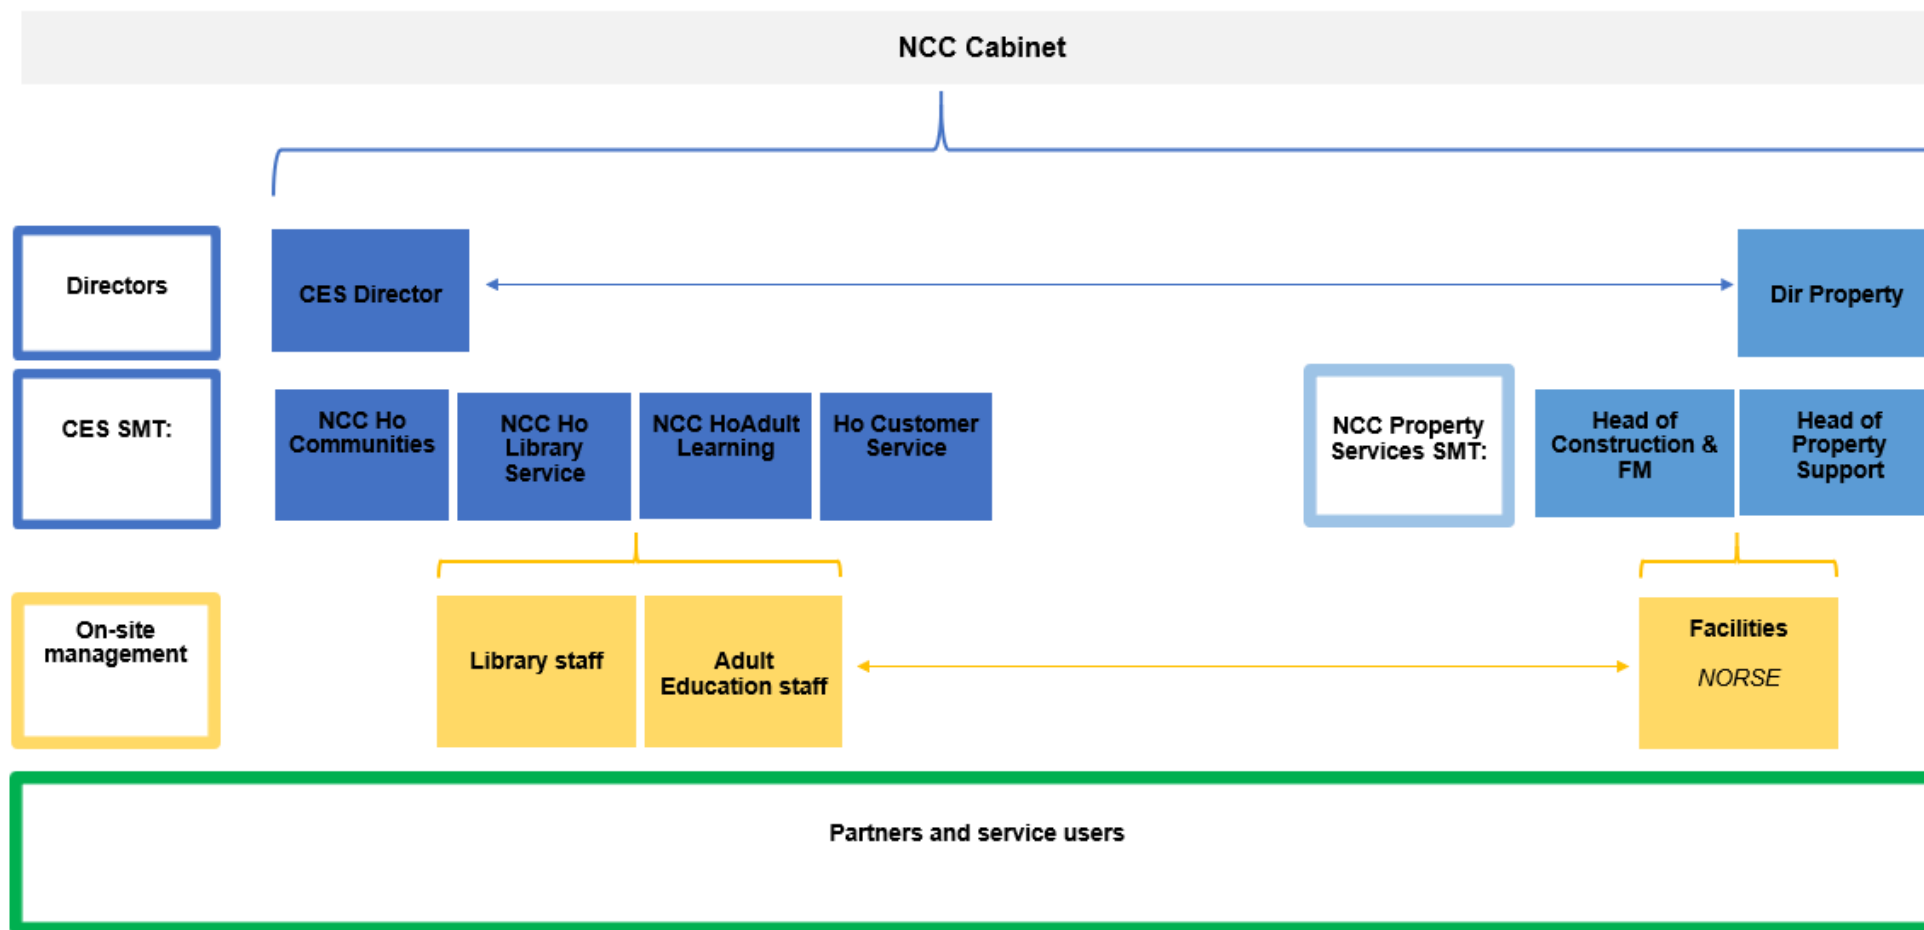 NCC Cabinet
Directors
CES Director
Dir Property
CES SMT:
NCC Ho
Communities
NCC Ho
Library
Service
NCC HoAdult
Learning
Ho Customer
Service
NCC Property
Services SMT:
Head of
Construction &
FM
Head of
Property
Support
On-site
management
Library staff
Adult
Education staff
Facilities
NORSE
Partners and service users